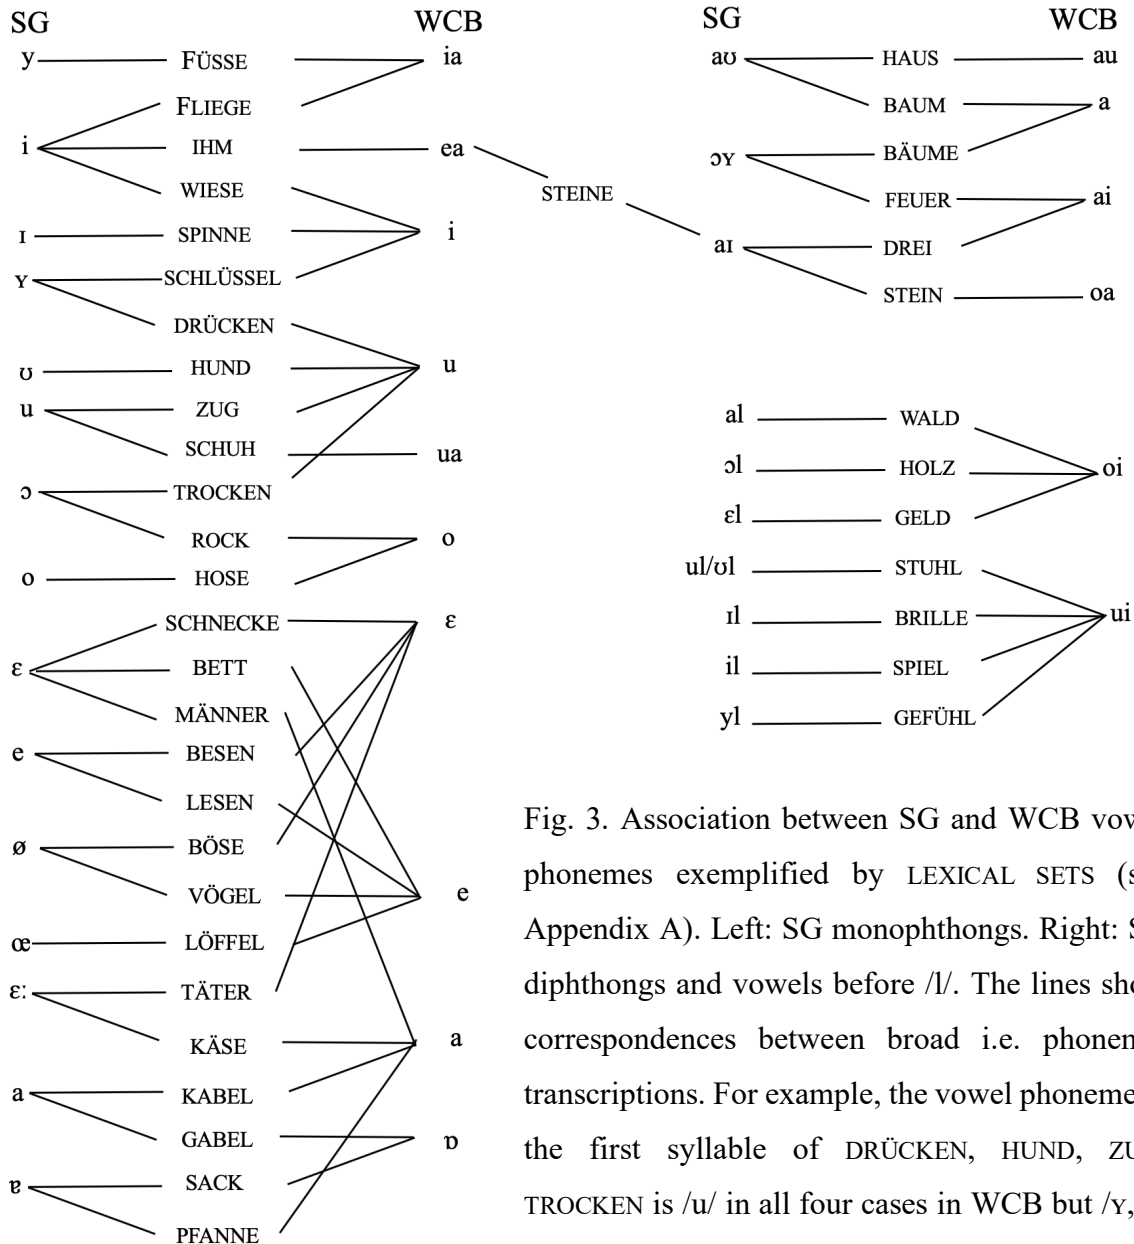 SG WCB
y FÜSSE ia
FLIEGE
i IHM ea
WIESE
ɪ SPINNE i
ʏ SCHLÜSSEL
DRÜCKEN
ʊ HUND u
u ZUG
SCHUH ua
ɔ TROCKEN
ROCK o
o HOSE
SCHNECKE ɛ
ɛ BETT
MÄNNER
e BESEN
LESEN
ø BÖSE
VÖGEL e
œ LÖFFEL
ɛː TÄTER
KÄSE a
a KABEL
GABEL ɒ
ɐ SACK
PFANNE
STEINE
SG WCB
aʊ HAUS au
BAUM a
ɔʏ BÄUME
FEUER ai
aɪ DREI
STEIN oa
al WALD
ɔl HOLZ oi
ɛl GELD
ul/ʊl STUHL
ɪl BRILLE ui
il SPIEL
yl GEFÜHL
Fig. 3. Association between SG and WCB vow
phonemes exemplified by LEXICAL SETS (s
Appendix A). Left: SG monophthongs. Right: S
diphthongs and vowels before /l/. The lines sho
correspondences between broad i.e. phonem
transcriptions. For example, the vowel phoneme
the first syllable of DRÜCKEN, HUND, ZU
TROCKEN is /u/ in all four cases in WCB but /ʏ,